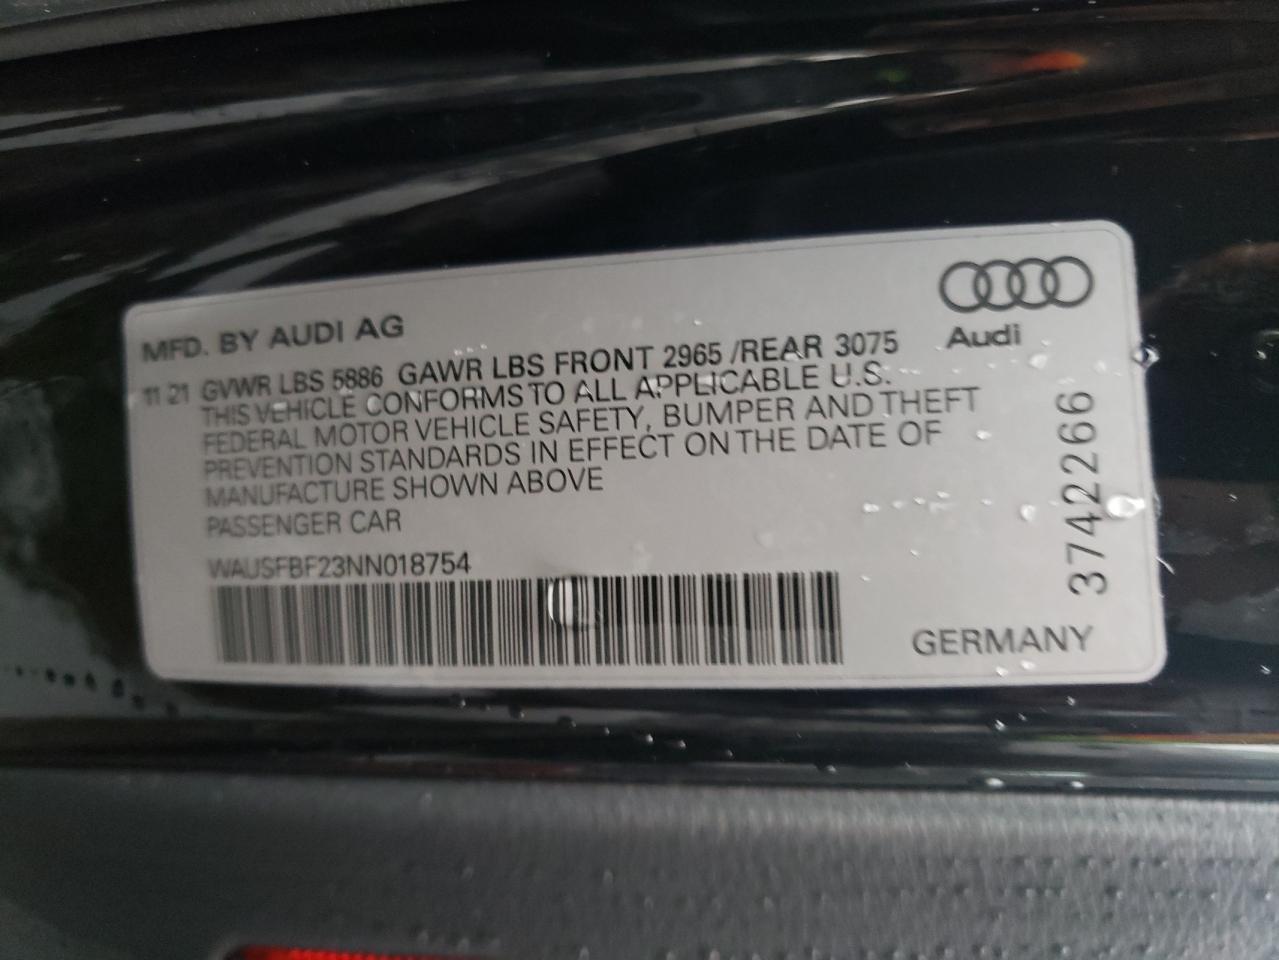 MFD. BY AUDI AG
Audi
11 21 GVWR LBS 5886 GAWR LBS FRONT 2965 /REAR 3075
THIS VEHICLE CONFORMS TO ALL APPLICABLE U.S.
FEDERAL MOTOR VEHICLE SAFETY, BUMPER AND THEFT
PREVENTION STANDARDS IN EFFECT ON THE DATE OF
MANUFACTURE SHOWN ABOVE
PASSENGER CAR
WAUSFBF23NN018754
GERMANY
3742266